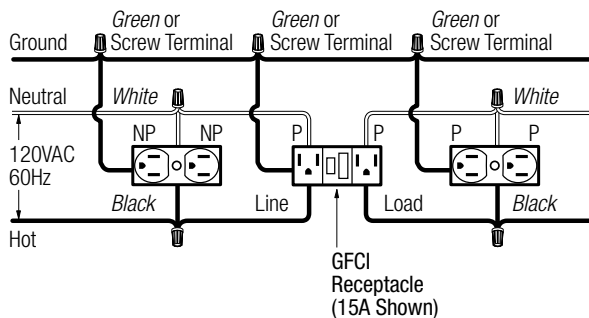 Green or
Screw Terminal
Green or
Screw Terminal
Green or
Screw Terminal
Ground
Neutral
White
White
NP
NP
P
P
P
P
120VAC
60Hz
Black
Line
Load
Black
Hot
GFCI
Receptacle
(15A Shown)